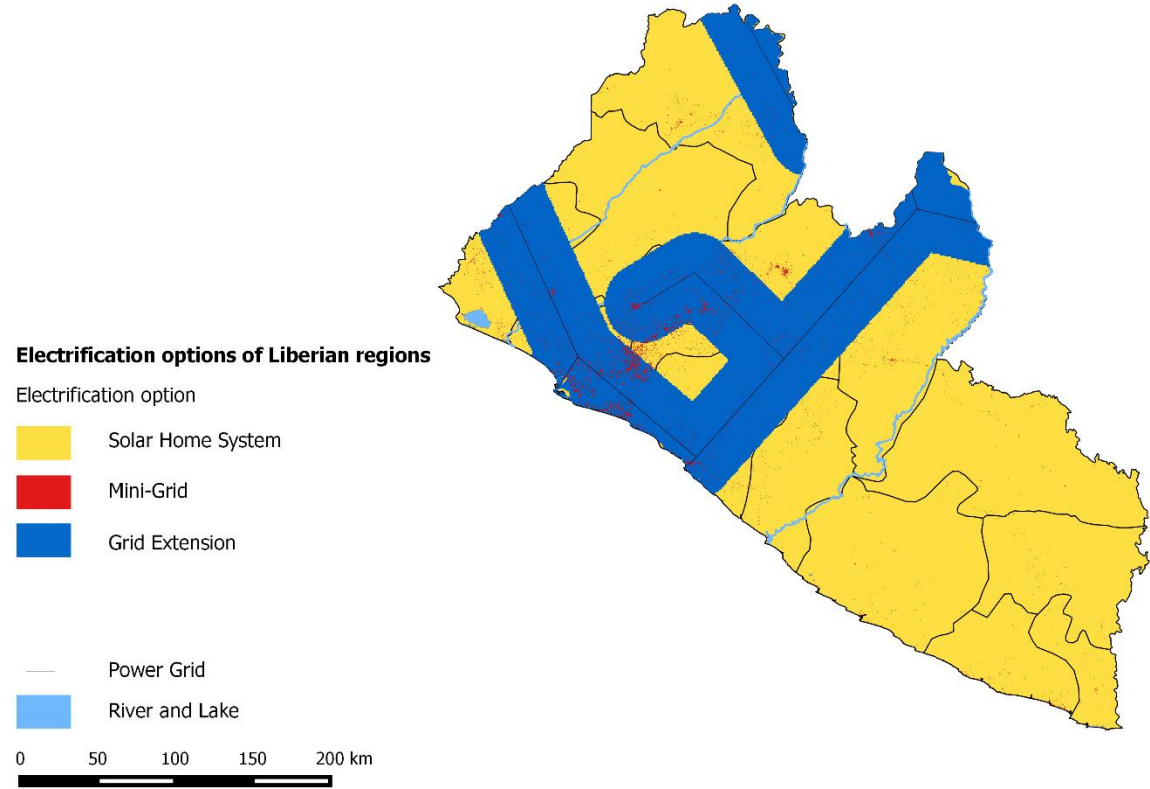 Electrification options of Liberian regions
Electrification option
Solar Home System
Mini-Grid
Grid Extension
Power Grid
River and Lake
0 50 100 150 200 km